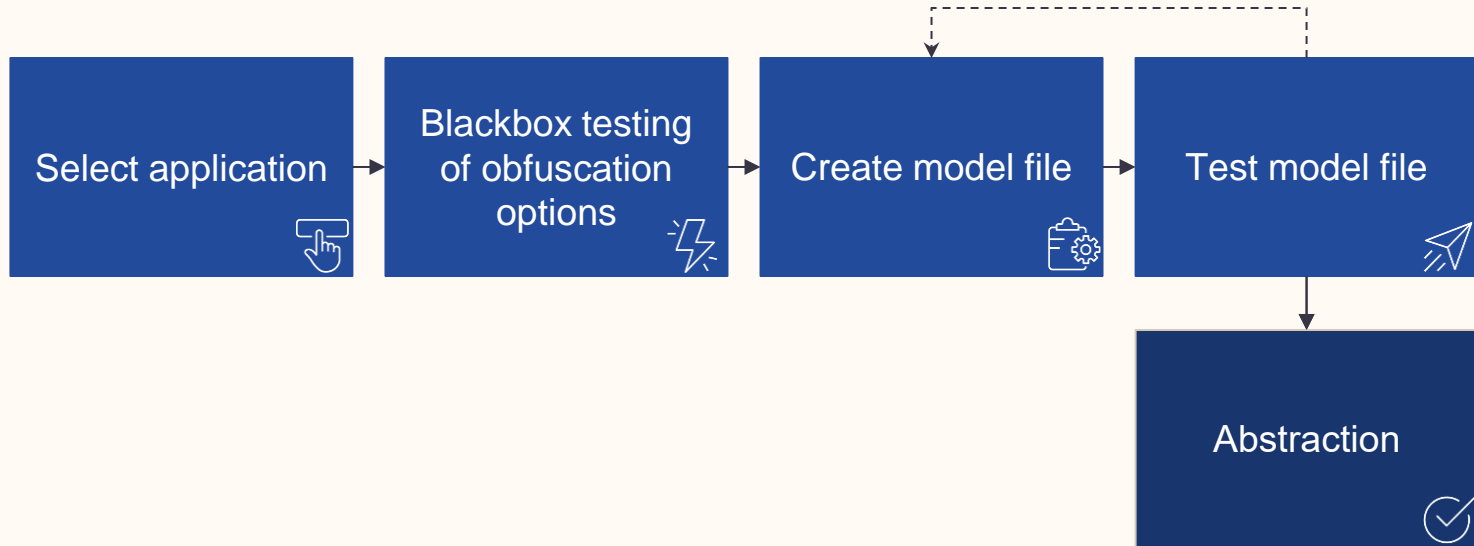 Select application
Blackbox testing
of obfuscation
options
Create model file
Test model file
Abstraction